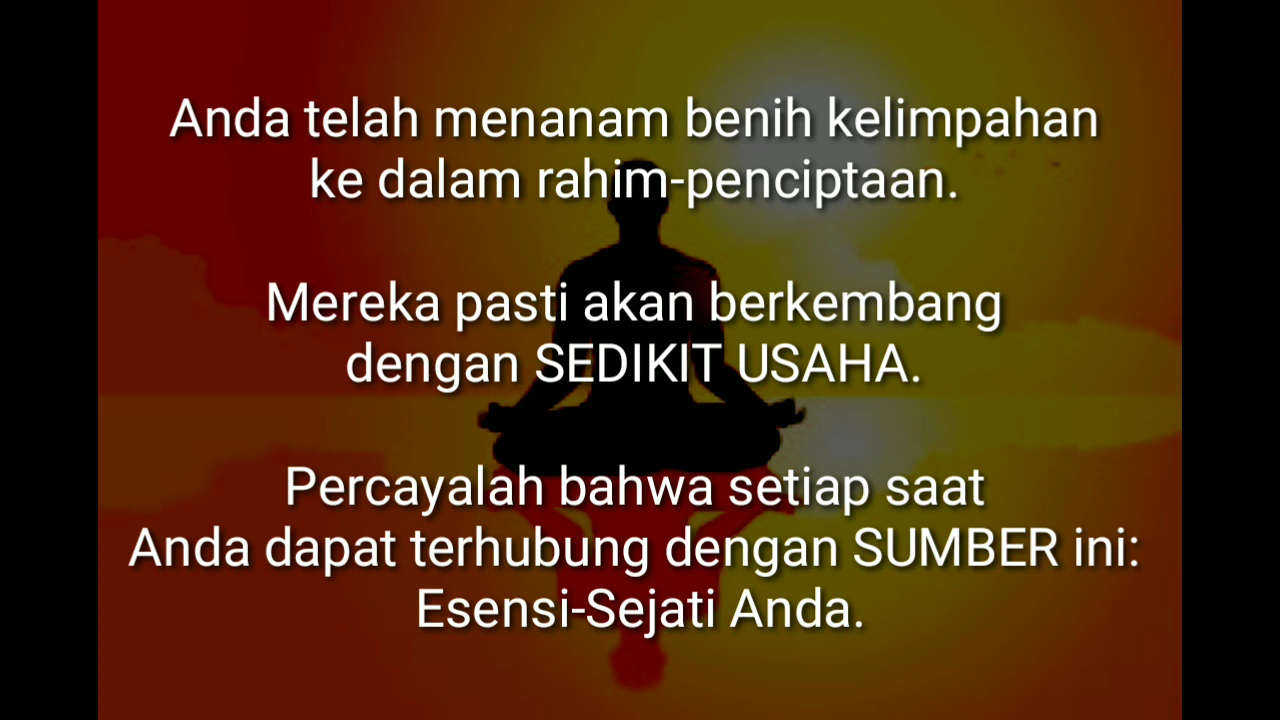 Anda telah menanam benih kelimpahan
ke dalam rahim-penciptaan.
Mereka pasti akan berkembang
dengan SEDIKIT USAHA.
Percayalah bahwa setiap saat
Anda dapat terhubung dengan SUMBER ini:
Esensi-Sejati Anda.